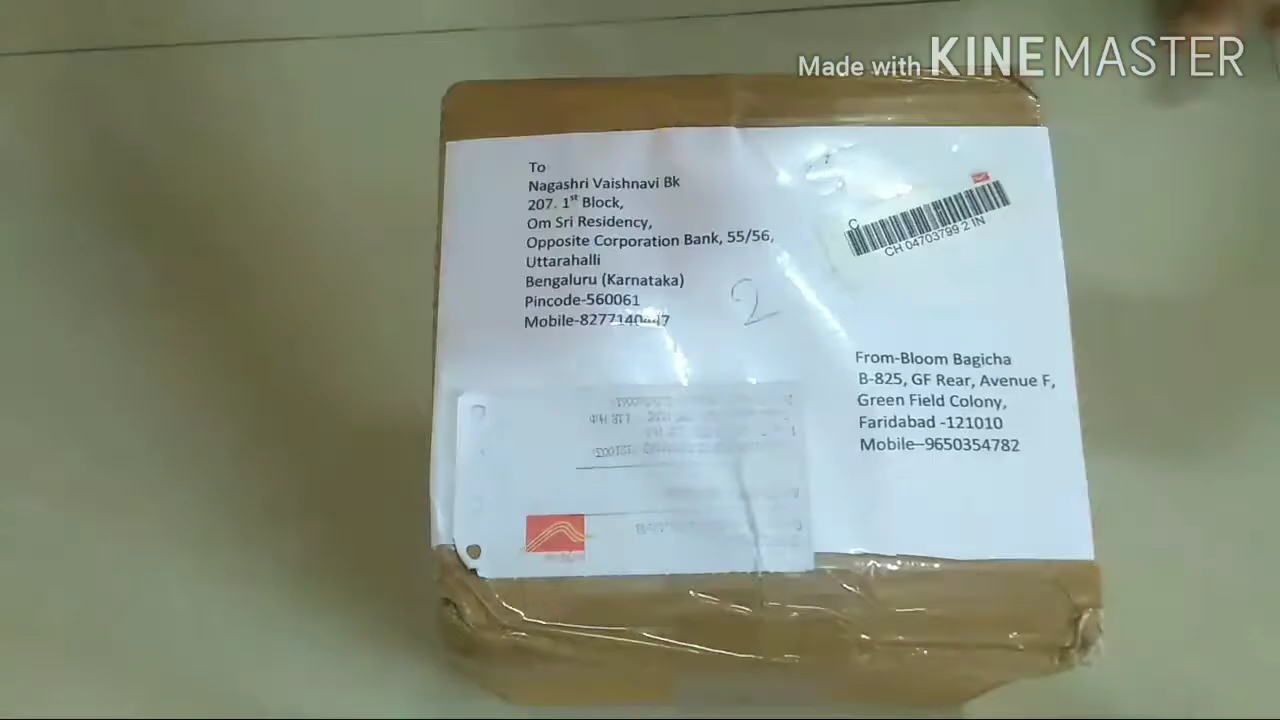 Made with KINEMASTER
To
Nagashri Vaishnavi Bk
207. 1st Block,
Om Sri Residency,
Opposite Corporation Bank, 55/56,
Uttarahalli
Bengaluru (Karnataka)
Pincode-560061
2
C
CH 04703799 2 IN
From-Bloom Bagicha
B-825, GF Rear, Avenue F,
Green Field Colony,
Faridabad -121010
Mobile--9650354782